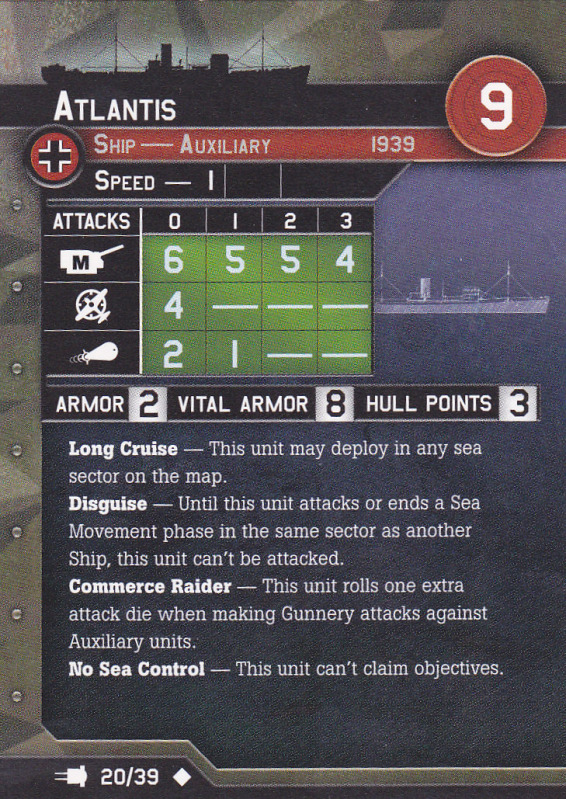 ATLANTIS
9
SHIP — AUXILIARY 1939
SPEED — 1
ATTACKS 0 1 2 3
M 6 5 5 4
4 — — —
2 1 — —
ARMOR 2 VITAL ARMOR 8 HULL POINTS 3
Long Cruise — This unit may deploy in any sea
sector on the map.
Disguise — Until this unit attacks or ends a Sea
Movement phase in the same sector as another
Ship, this unit can't be attacked.
Commerce Raider — This unit rolls one extra
attack die when making Gunnery attacks against
Auxiliary units.
No Sea Control — This unit can't claim objectives.
20/39